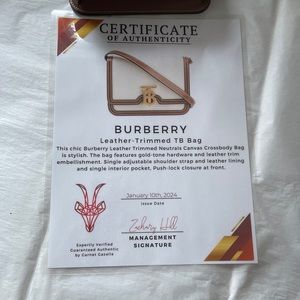 CERTIFICATE
OF AUTHENTICITY
BURBERRY
Leather-Trimmed TB Bag
This chic Burberry Leather Trimmed Neutrals Canvas Crossbody Bag
is stylish. The bag features gold-tone hardware and leather trim
embellishment. Single adjustable shoulder strap and leather lining
and single interior pocket. Push-lock closure at front.
January 10th, 2024
Issue Date
Zachary Hill
MANAGEMENT
SIGNATURE
Expertly Verified
Guaranteed Authentic
by Garnet Gazelle